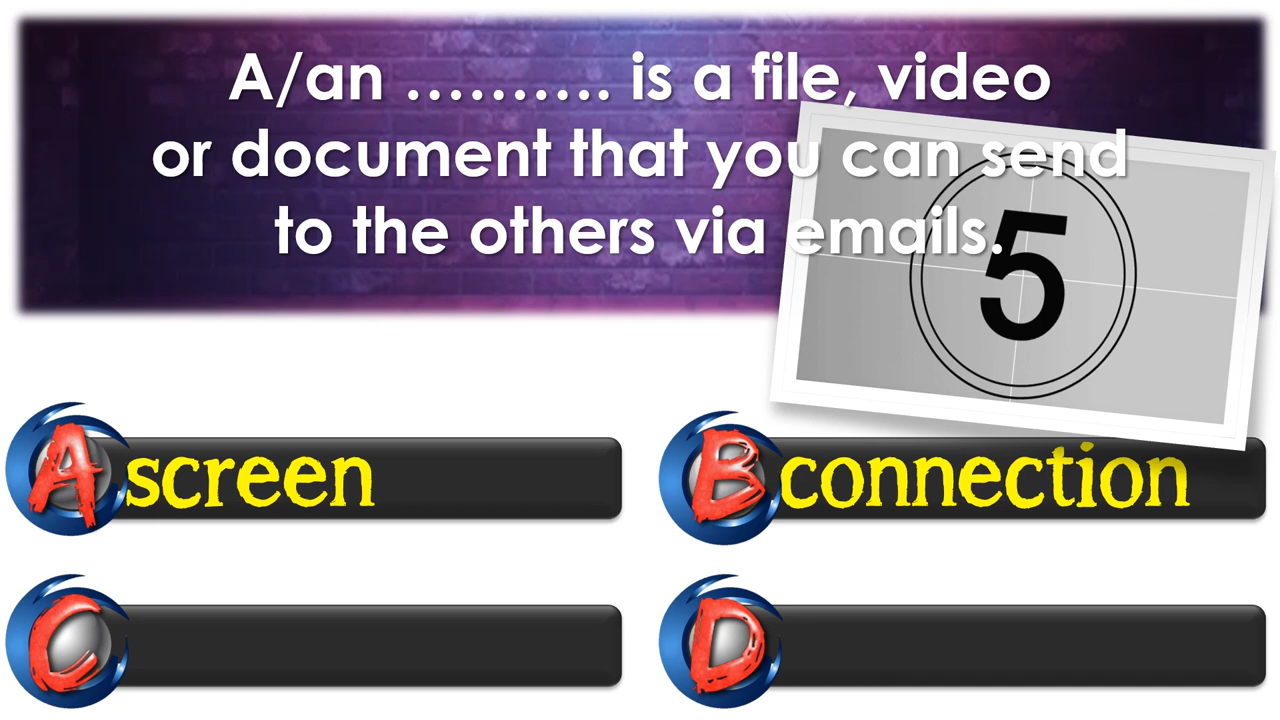 A/an .......... is a file, video
or document that you can send
to the others via emails.
5
A screen
B connection
C
D